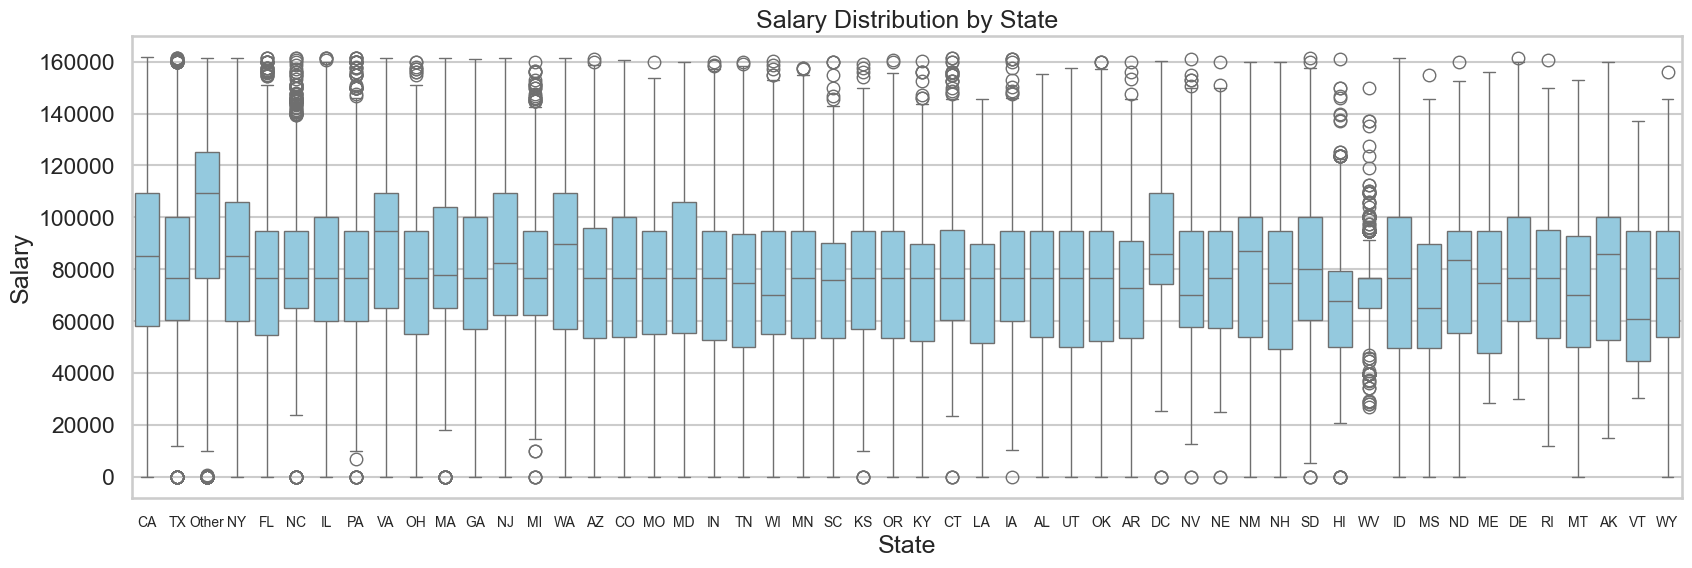 Salary Distribution by State
Salary
160000
140000
120000
100000
80000
60000
40000
20000
0
CA TX Other NY FL NC IL PA VA OH MA GA NJ MI WA AZ CO MO MD IN TN WI MN SC KS OR KY CT LA IA AL UT OK AR DC NV NE NM NH SD HI WV ID MS ND ME DE RI MT AK VT WY
State